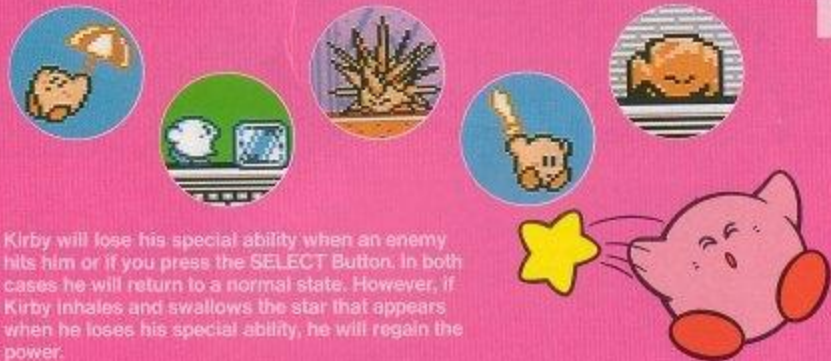 Kirby will lose his special ability when an enemy
hits him or if you press the SELECT Button. In both
cases he will return to a normal state. However, if
Kirby inhales and swallows the star that appears
when he loses his special ability, he will regain the
power.